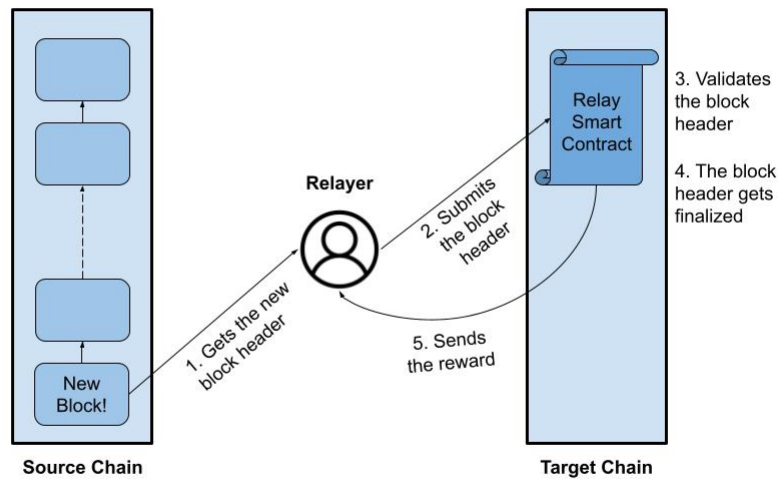 New
Block!
Source Chain
1. Gets the new
block header
Relayer
2. Submits
the block
header
Relay
Smart
Contract
3. Validates
the block
header
4. The block
header gets
finalized
5. Sends
the reward
Target Chain